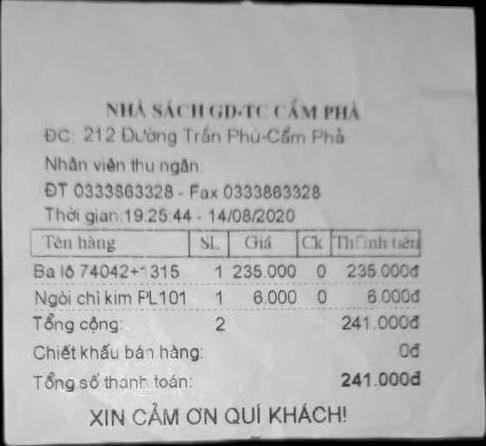 NHÀ SÁCH GD-TC CẨM PHẢ
ĐC: 212 Đường Trần Phú-Cẩm Phả
Nhân viên thu ngân:
ĐT 0333863328 - Fax 0333863328
Thời gian:19:25:44 - 14/08/2020
Tên hàng SL Giá Ck Th□nh tiền
Ba lô 74042+1315 1 235.000 0 235.000đ
Ngòi chì kim PL101 1 6.000 0 6.000đ
Tổng cộng: 2 241.000đ
Chiết khấu bán hàng: 0đ
Tổng số thanh toán: 241.000đ
XIN CẢM ƠN QUÍ KHÁCH!